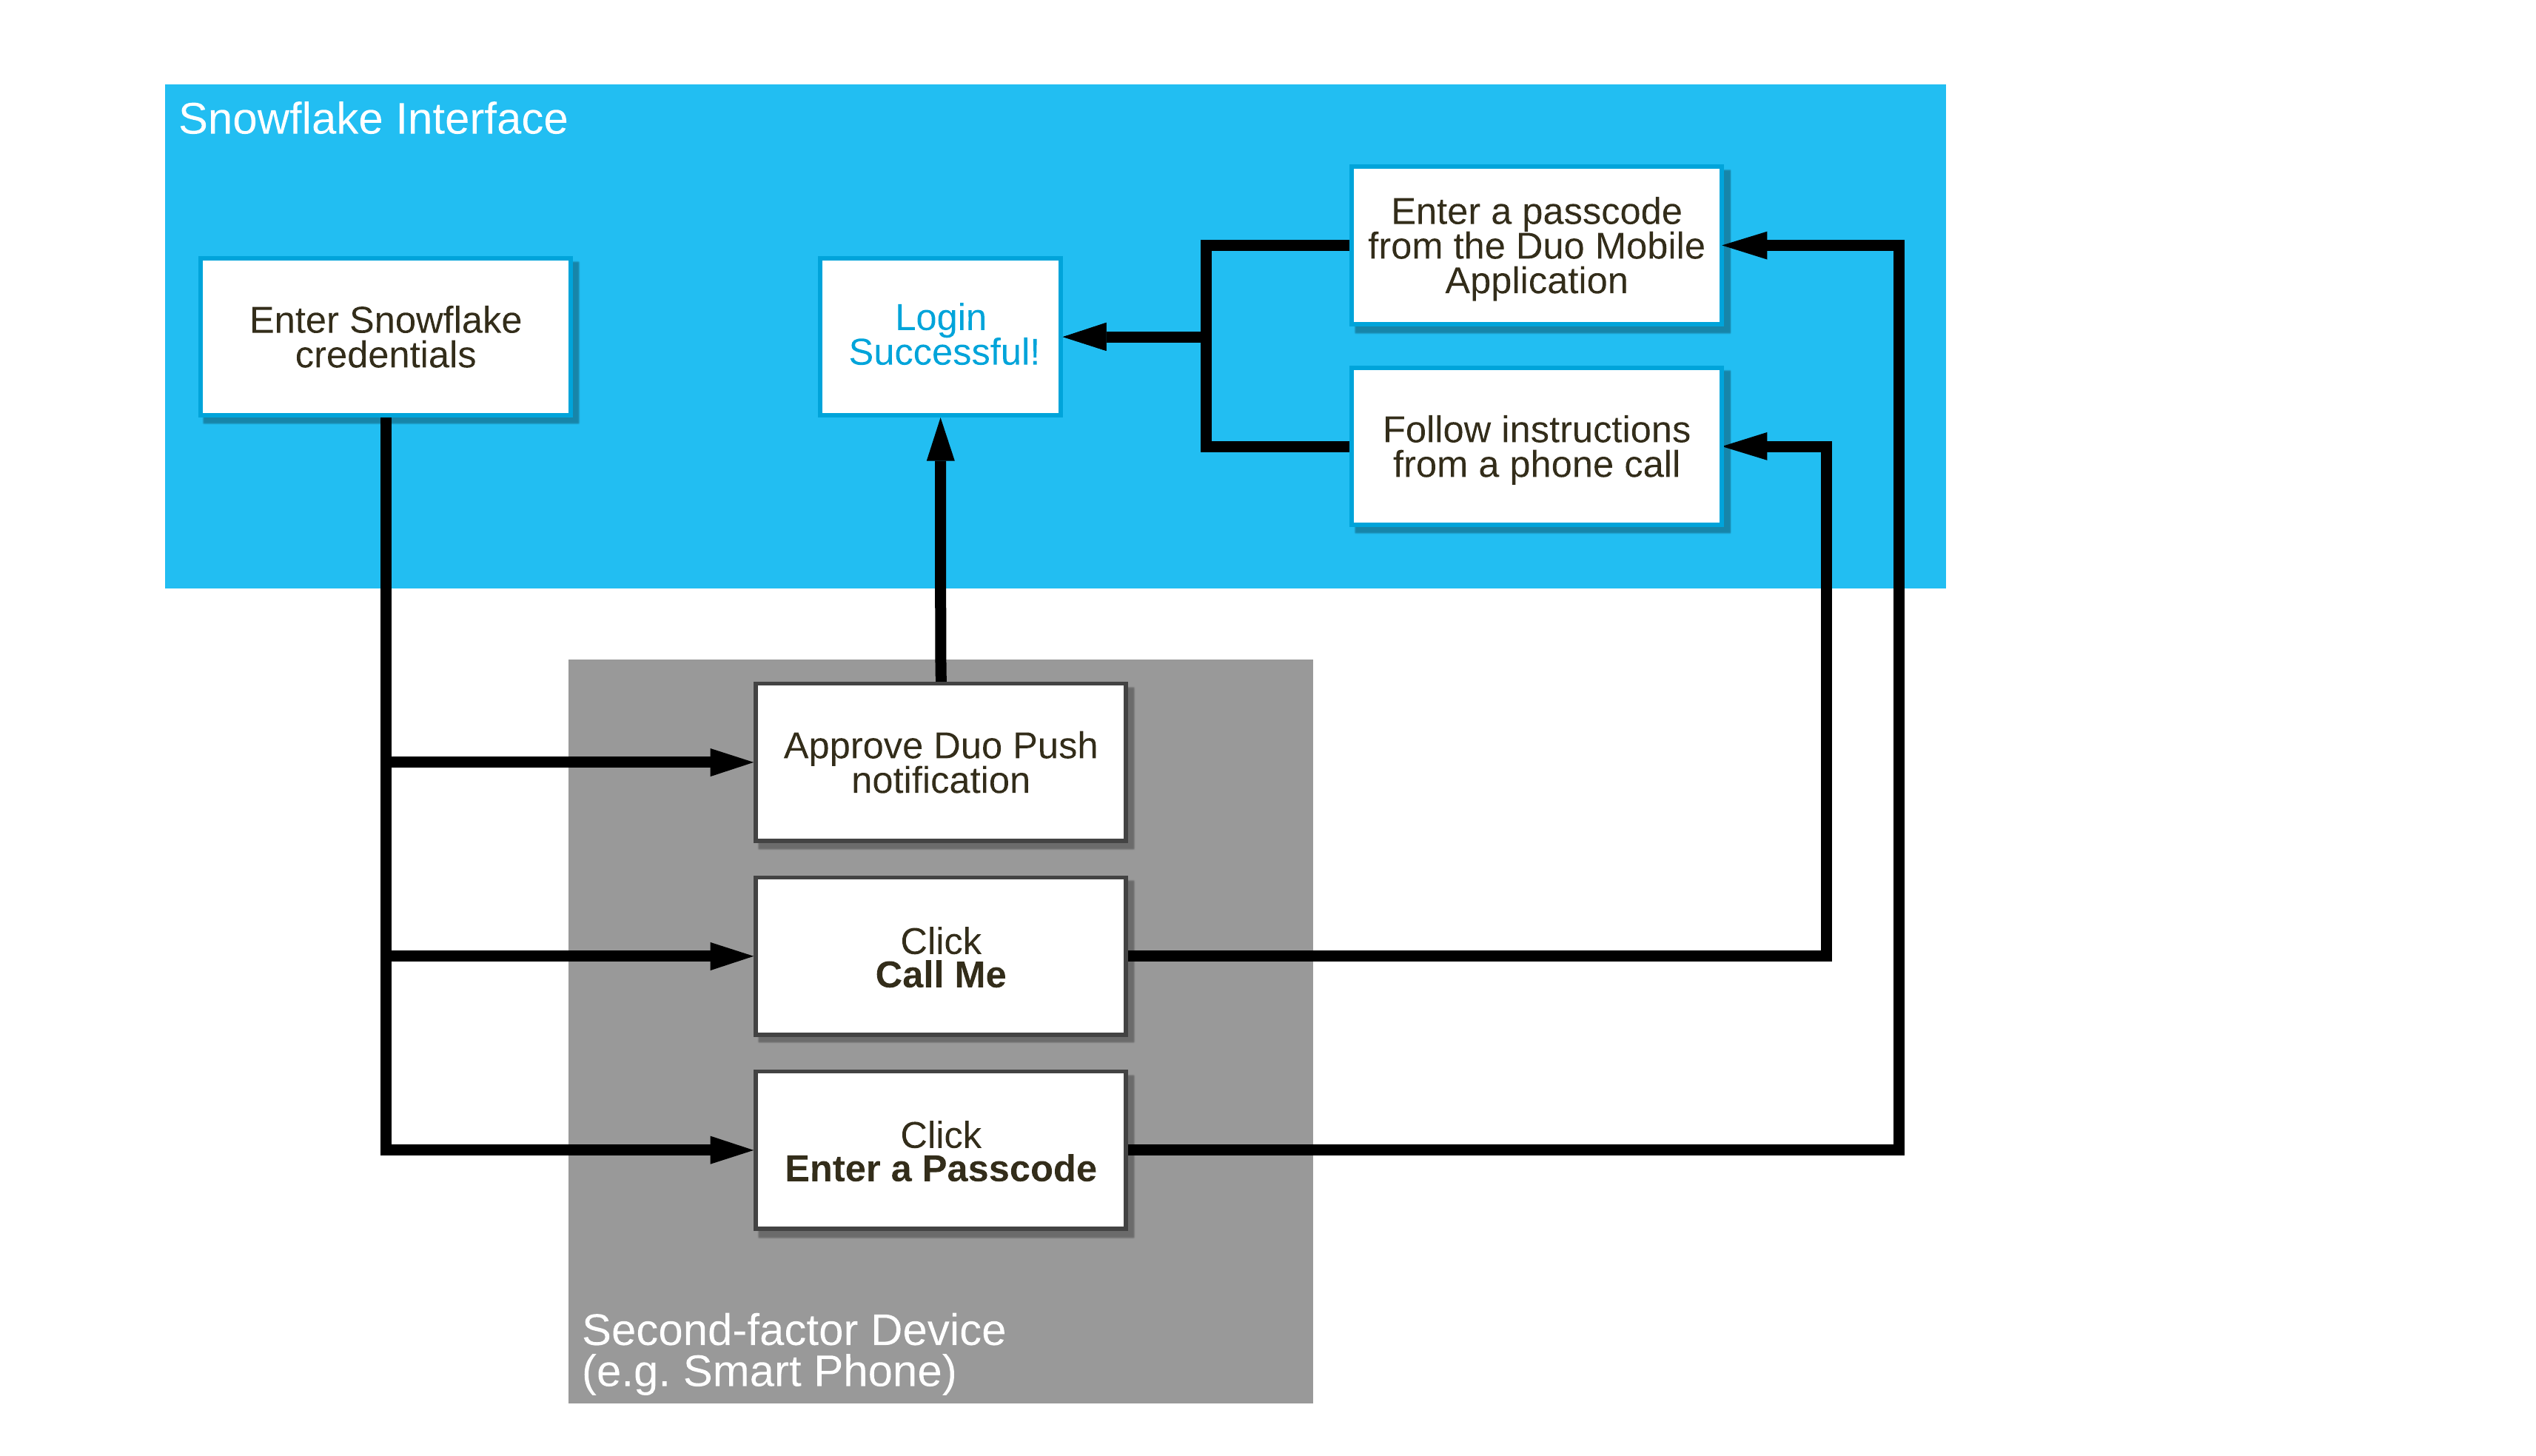 Snowflake Interface
Enter Snowflake
credentials
Login
Successful!
Enter a passcode
from the Duo Mobile
Application
Follow instructions
from a phone call
Approve Duo Push
notification
Click
Call Me
Click
Enter a Passcode
Second-factor Device
(e.g. Smart Phone)